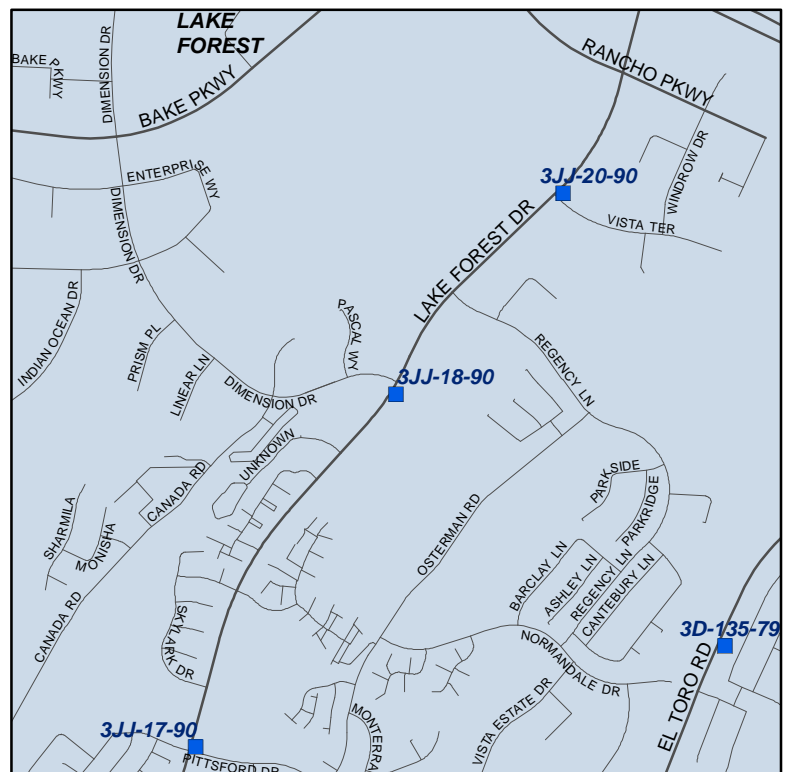 LAKE
FOREST
BAKE PKWY
DIMENSION DR
BAKE PKWY
RANCHO PKWY
ENTERPRISE WY
WINDROW DR
3JJ-20-90
DIMENSION DR
VISTA TER
LAKE FOREST DR
INDIAN OCEAN DR
PASCAL WY
PRISM PL
REGENCY LN
LINEAR LN
3JJ-18-90
DIMENSION DR
UNKNOWN
PARKSIDE
CANADA RD
SHARMILA
MONISHA
PARKRIDGE
OSTERMAN RD
BARCLAY LN
ASHLEY LN
REGENCY LN
CANTEBURY LN
CANADA RD
SKYLARK DR
3D-135-79
NORMANDALE DR
EL TORO RD
VISTA ESTATE DR
MONTERRA
3JJ-17-90
PITTSFORD DR